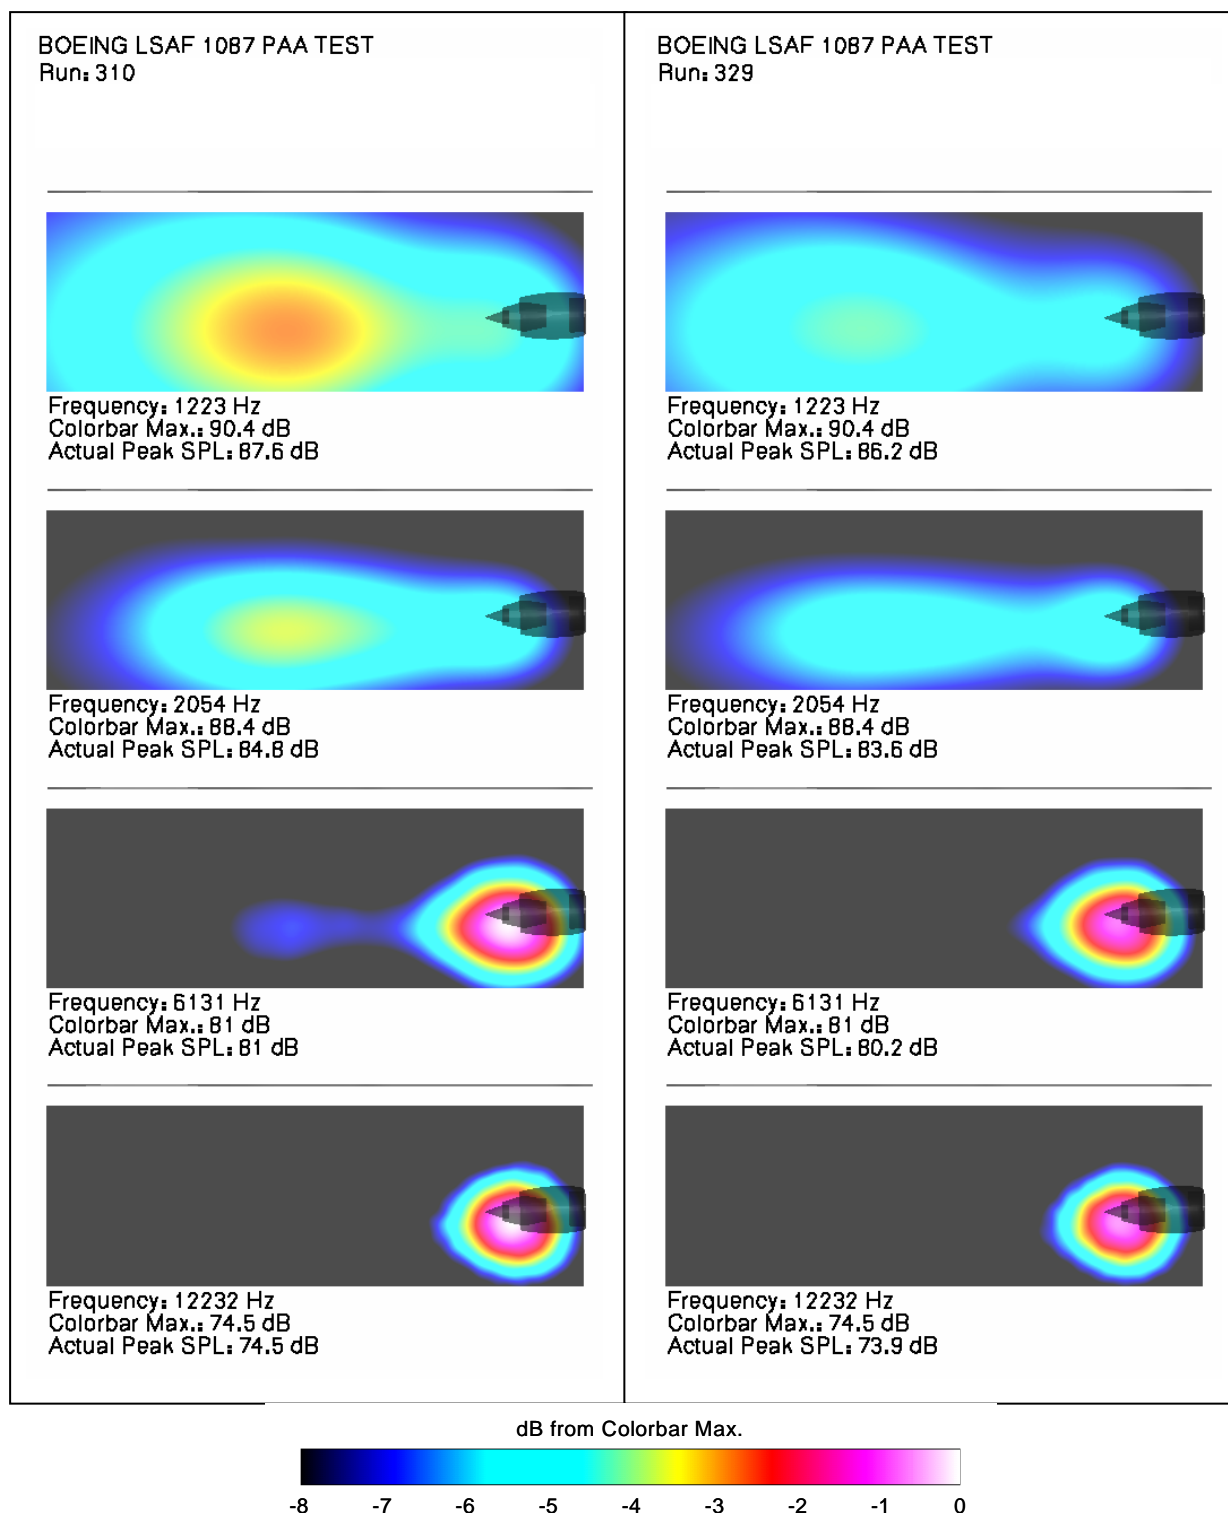 BOEING LSAF 1087 PAA TEST
Run: 310
Frequency: 1223 Hz
Colorbar Max.: 90.4 dB
Actual Peak SPL: 87.6 dB
Frequency: 2054 Hz
Colorbar Max.: 88.4 dB
Actual Peak SPL: 84.8 dB
Frequency: 6131 Hz
Colorbar Max.: 81 dB
Actual Peak SPL: 81 dB
Frequency: 12232 Hz
Colorbar Max.: 74.5 dB
Actual Peak SPL: 74.5 dB
BOEING LSAF 1087 PAA TEST
Run: 329
Frequency: 1223 Hz
Colorbar Max.: 90.4 dB
Actual Peak SPL: 86.2 dB
Frequency: 2054 Hz
Colorbar Max.: 88.4 dB
Actual Peak SPL: 83.6 dB
Frequency: 6131 Hz
Colorbar Max.: 81 dB
Actual Peak SPL: 80.2 dB
Frequency: 12232 Hz
Colorbar Max.: 74.5 dB
Actual Peak SPL: 73.9 dB
dB from Colorbar Max.
-8 -7 -6 -5 -4 -3 -2 -1 0